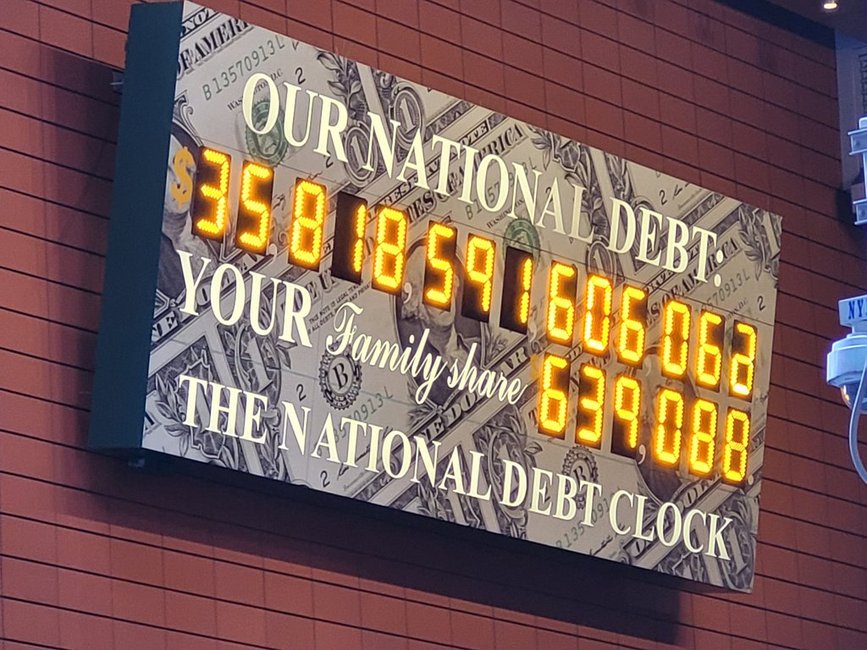 OUR NATIONAL DEBT:
$35,818,591,606,062
YOUR Family share 639,088
THE NATIONAL DEBT CLOCK